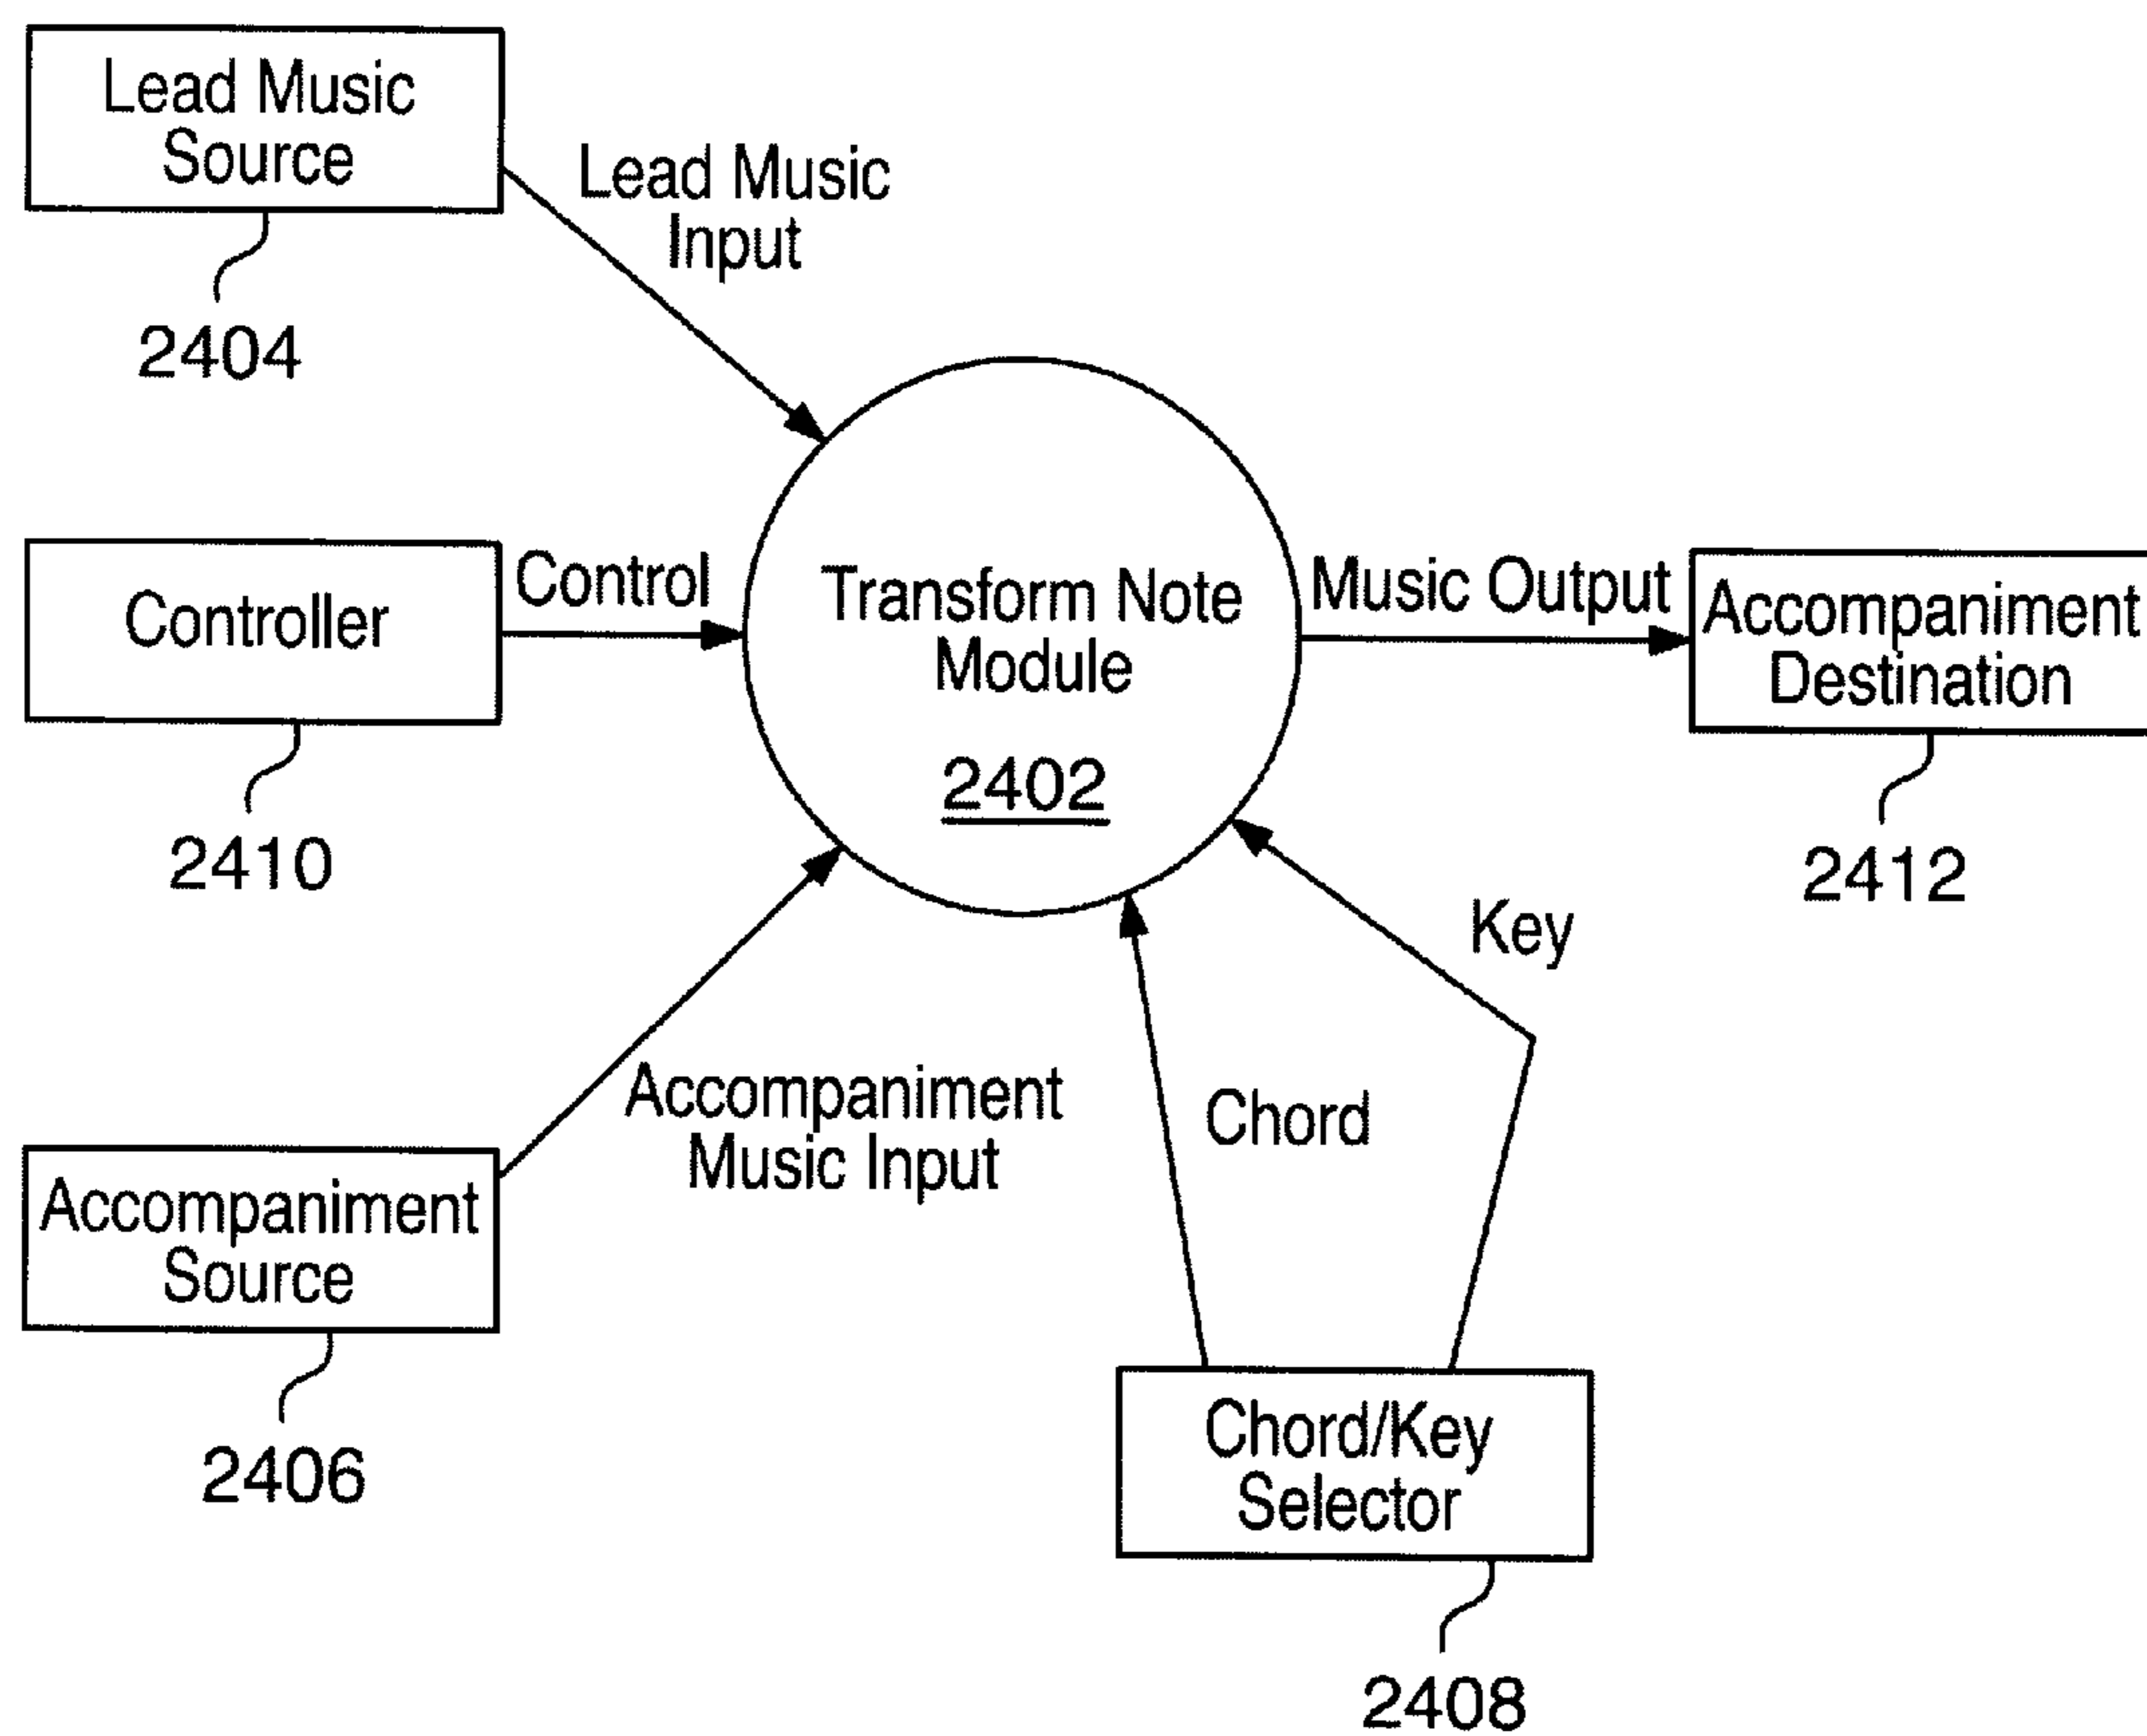 Lead Music
Source
2404
Lead Music
Input
Controller
2410
Control
Transform Note
Module
2402
Music Output
Accompaniment
Destination
2412
Accompaniment
Music Input
Accompaniment
Source
2406
Chord
Key
Chord/Key
Selector
2408